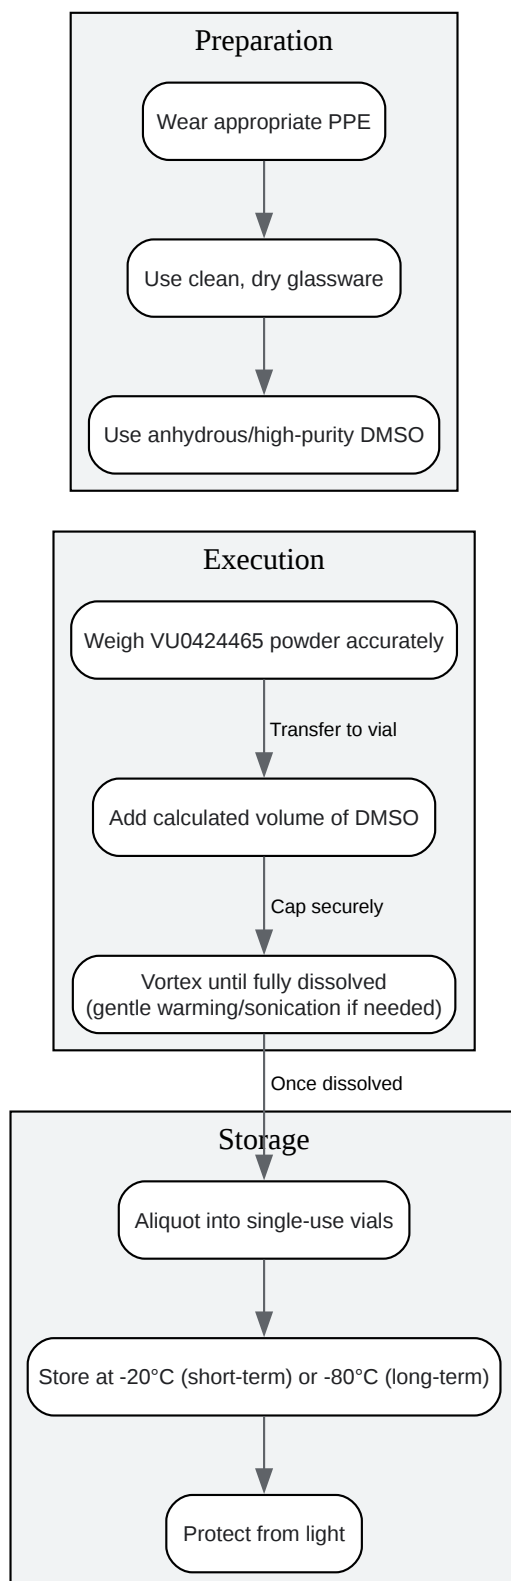 Preparation
Wear appropriate PPE
Use clean, dry glassware
Use anhydrous/high-purity DMSO
Execution
Weigh VU0424465 powder accurately
Transfer to vial
Add calculated volume of DMSO
Cap securely
Vortex until fully dissolved
(gentle warming/sonication if needed)
Once dissolved
Storage
Aliquot into single-use vials
Store at -20°C (short-term) or -80°C (long-term)
Protect from light